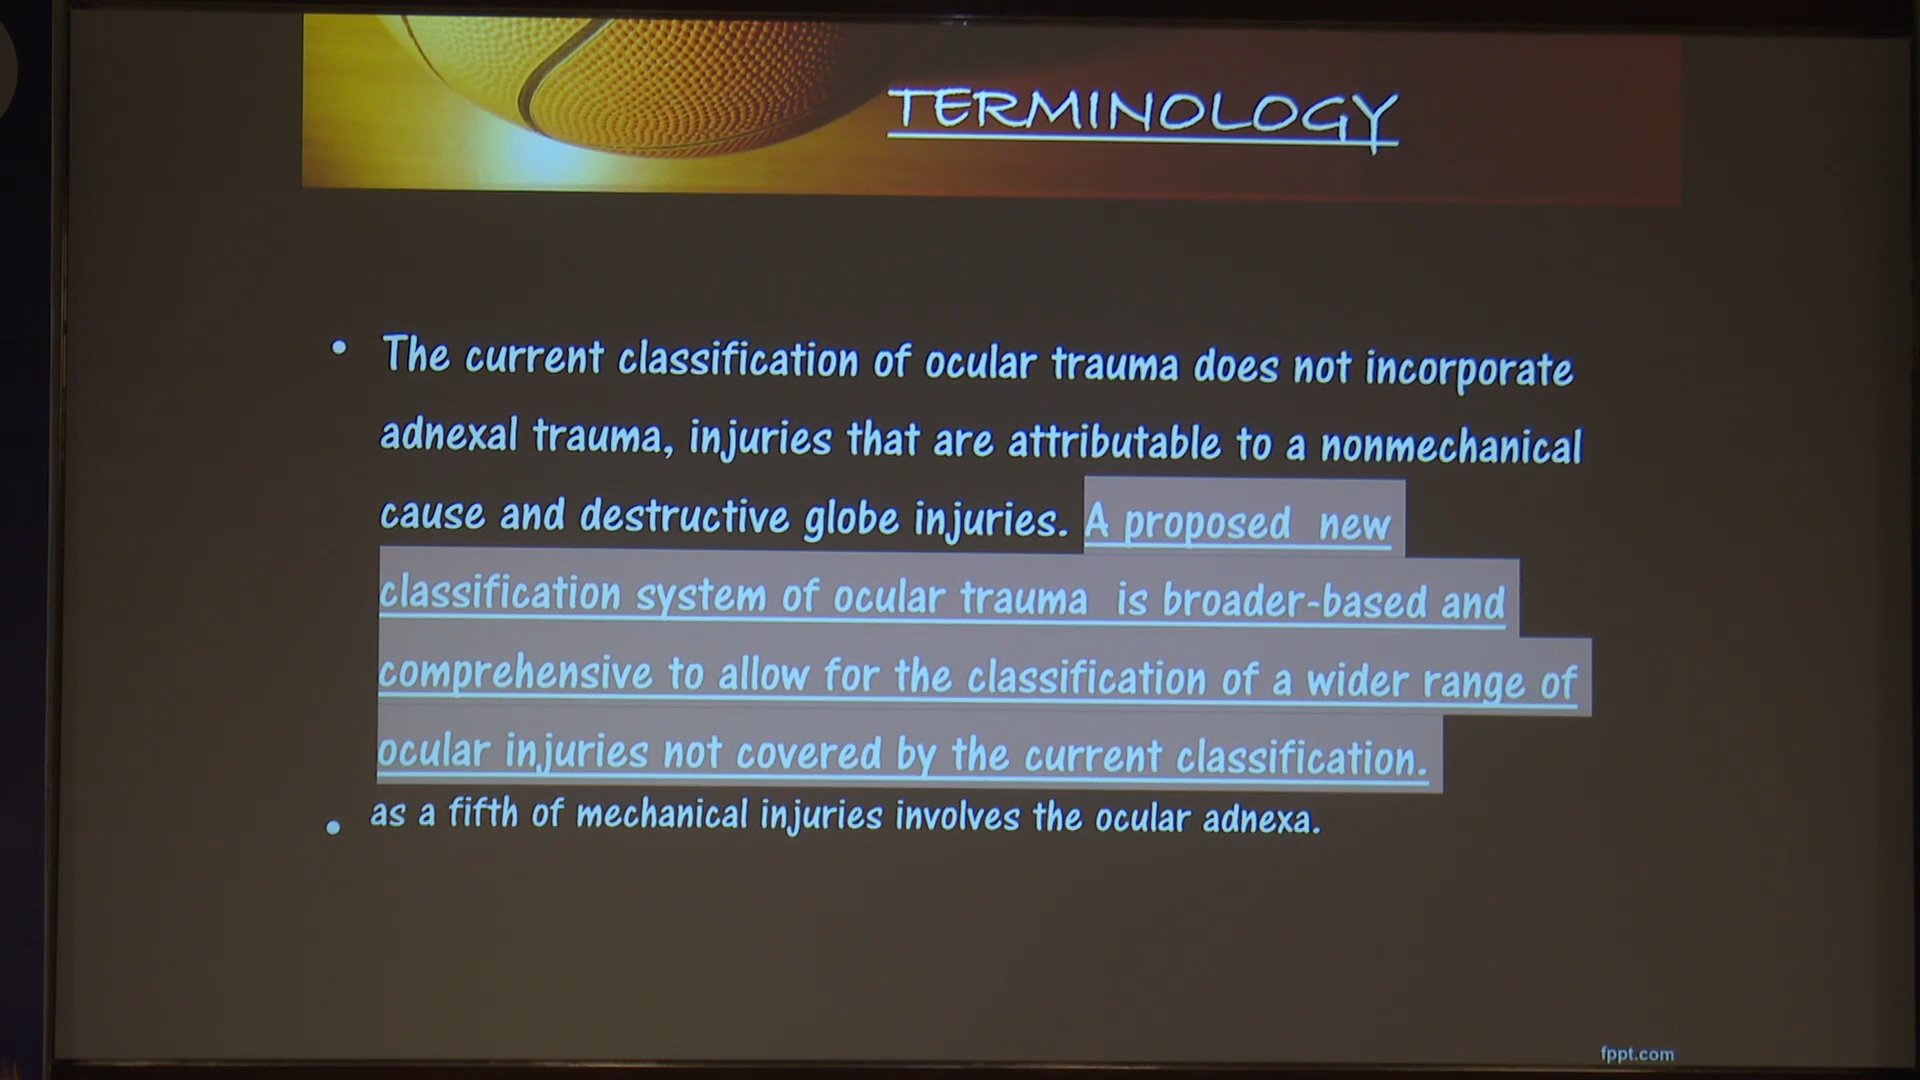 TERMINOLOGY
• The current classification of ocular trauma does not incorporate
adnexal trauma, injuries that are attributable to a nonmechanical
cause and destructive globe injuries. A proposed new
classification system of ocular trauma is broader-based and
comprehensive to allow for the classification of a wider range of
ocular injuries not covered by the current classification.
• as a fifth of mechanical injuries involves the ocular adnexa.
fppt.com